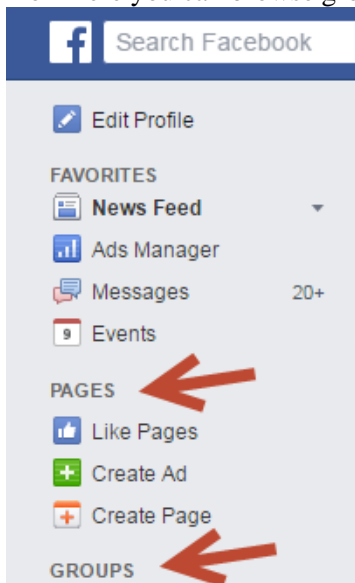 f Search Facebook
Edit Profile
FAVORITES
News Feed
Ads Manager
Messages 20+
9 Events
PAGES
Like Pages
Create Ad
Create Page
GROUPS